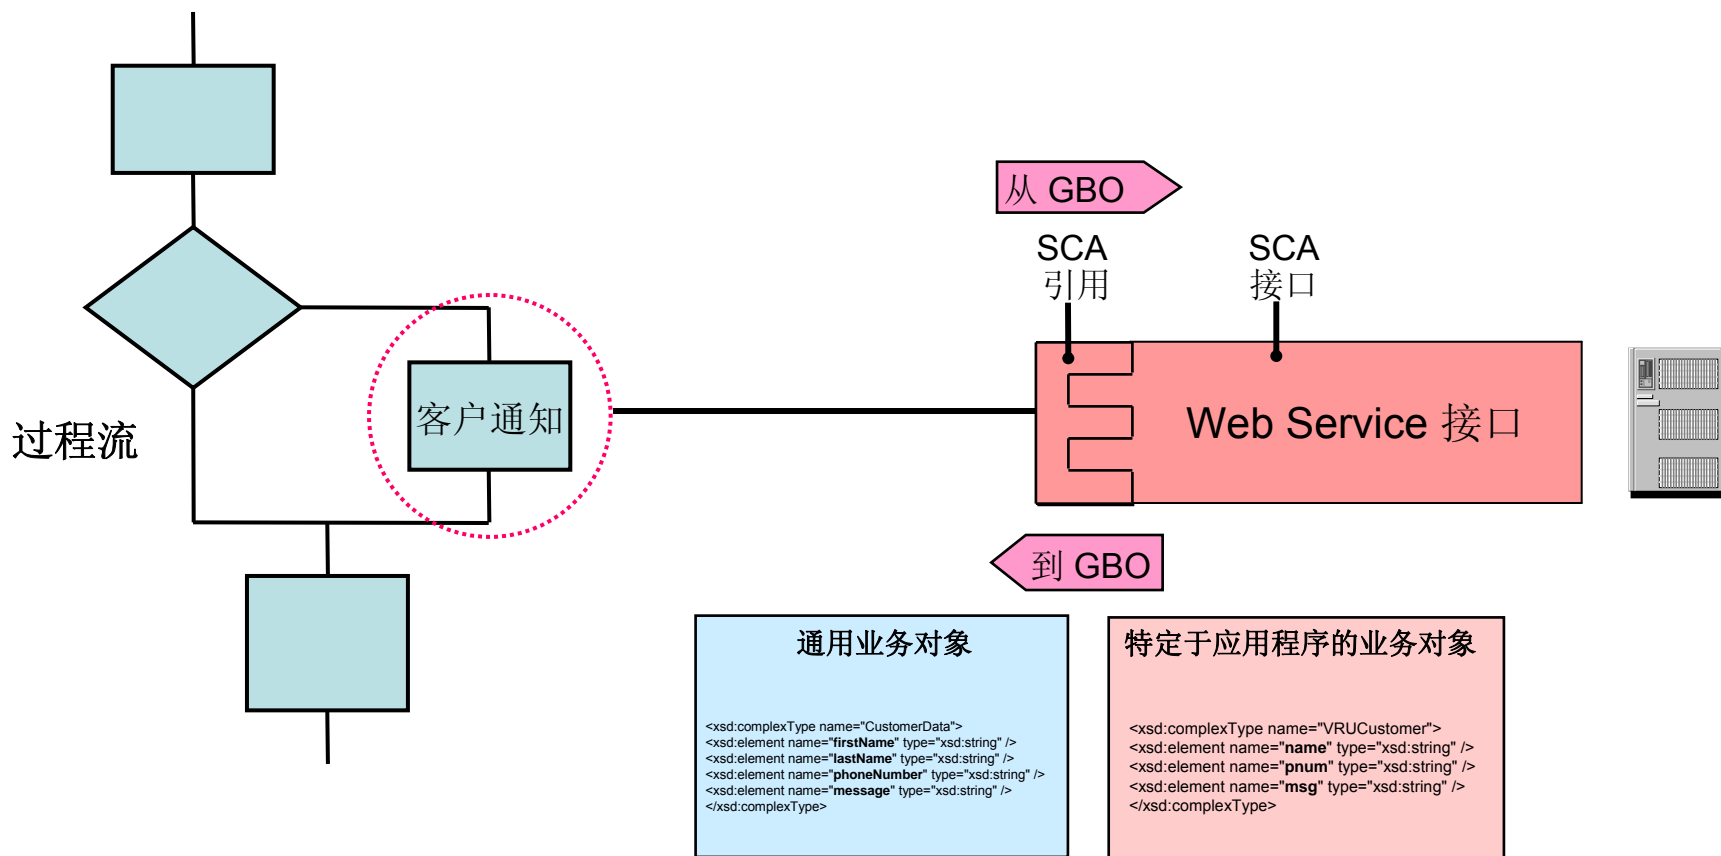 从 GBO
SCA
引用
SCA
接口
客户通知
过程流
Web Service 接口
到 GBO
通用业务对象
<xsd:complexType name="CustomerData">
<xsd:element name="firstName" type="xsd:string" />
<xsd:element name="lastName" type="xsd:string" />
<xsd:element name="phoneNumber" type="xsd:string" />
<xsd:element name="message" type="xsd:string" />
</xsd:complexType>
特定于应用程序的业务对象
<xsd:complexType name="VRUCustomer">
<xsd:element name="name" type="xsd:string" />
<xsd:element name="pnum" type="xsd:string" />
<xsd:element name="msg" type="xsd:string" />
</xsd:complexType>